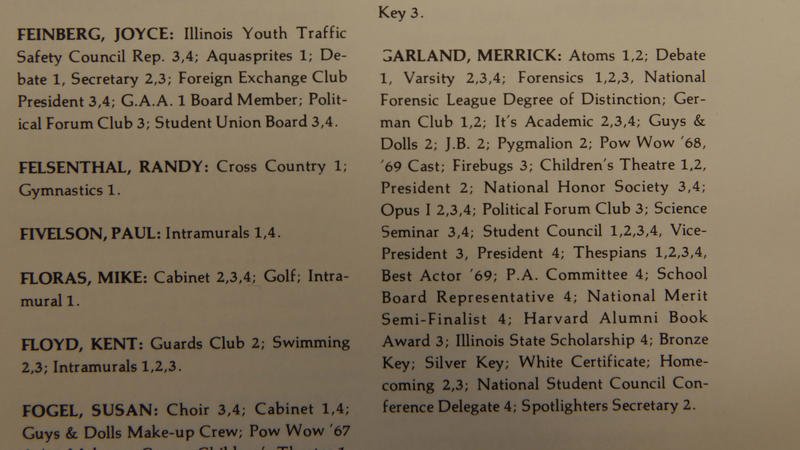 FEINBERG, JOYCE: Illinois Youth Traffic
Safety Council Rep. 3,4; Aquasprites 1; De-
bate 1, Secretary 2,3; Foreign Exchange Club
President 3,4; G.A.A. 1 Board Member; Polit-
ical Forum Club 3; Student Union Board 3,4.
FELSENTHAL, RANDY: Cross Country 1;
Gymnastics 1.
FIVELSON, PAUL: Intramurals 1,4.
FLORAS, MIKE: Cabinet 2,3,4; Golf; Intra-
mural 1.
FLOYD, KENT: Guards Club 2; Swimming
2,3; Intramurals 1,2,3.
FOGEL, SUSAN: Choir 3,4; Cabinet 1,4;
Guys & Dolls Make-up Crew; Pow Wow '67
Key 3.
GARLAND, MERRICK: Atoms 1,2; Debate
1, Varsity 2,3,4; Forensics 1,2,3, National
Forensic League Degree of Distinction; Ger-
man Club 1,2; It's Academic 2,3,4; Guys &
Dolls 2; J.B. 2; Pygmalion 2; Pow Wow '68,
'69 Cast; Firebugs 3; Children's Theatre 1,2,
President 2; National Honor Society 3,4;
Opus I 2,3,4; Political Forum Club 3; Science
Seminar 3,4; Student Council 1,2,3,4, Vice-
President 3, President 4; Thespians 1,2,3,4,
Best Actor '69; P.A. Committee 4; School
Board Representative 4; National Merit
Semi-Finalist 4; Harvard Alumni Book
Award 3; Illinois State Scholarship 4; Bronze
Key; Silver Key; White Certificate; Home-
coming 2,3; National Student Council Con-
ference Delegate 4; Spotlighters Secretary 2.